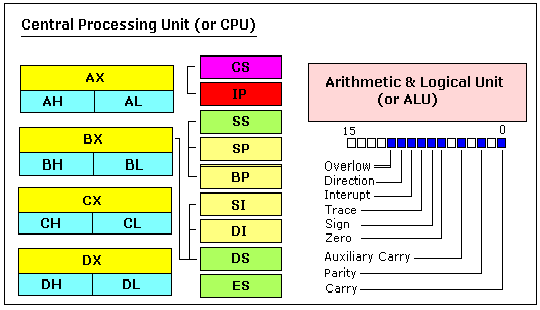 Central Processing Unit (or CPU)
AX
AH AL
BX
BH BL
CX
CH CL
DX
DH DL
CS
IP
SS
SP
BP
SI
DI
DS
ES
Arithmetic & Logical Unit
(or ALU)
15 0
Overlow
Direction
Interupt
Trace
Sign
Zero
Auxiliary Carry
Parity
Carry